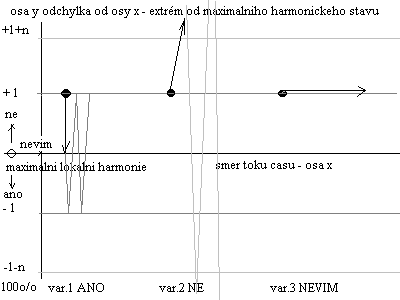 osa y odchylka od osy x - extrém od maximalniho harmonickeho stavu
+1+n
+1
ne
nevim
maximalni lokalni harmonie
smer toku casu - osa x
ano
- 1
-1-n
100o/o
var.1 ANO
var.2 NE
var.3 NEVIM